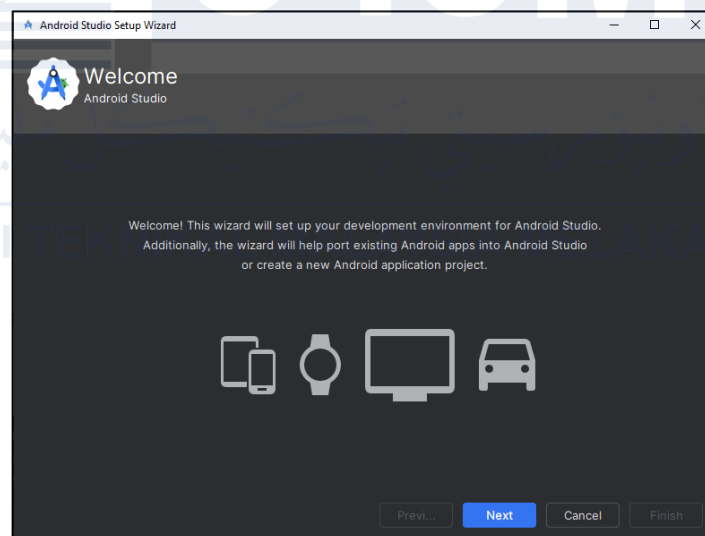 Android Studio Setup Wizard
Welcome
Android Studio
Welcome! This wizard will set up your development environment for Android Studio.
Additionally, the wizard will help port existing Android apps into Android Studio
or create a new Android application project.
Previ...
Next
Cancel
Finish